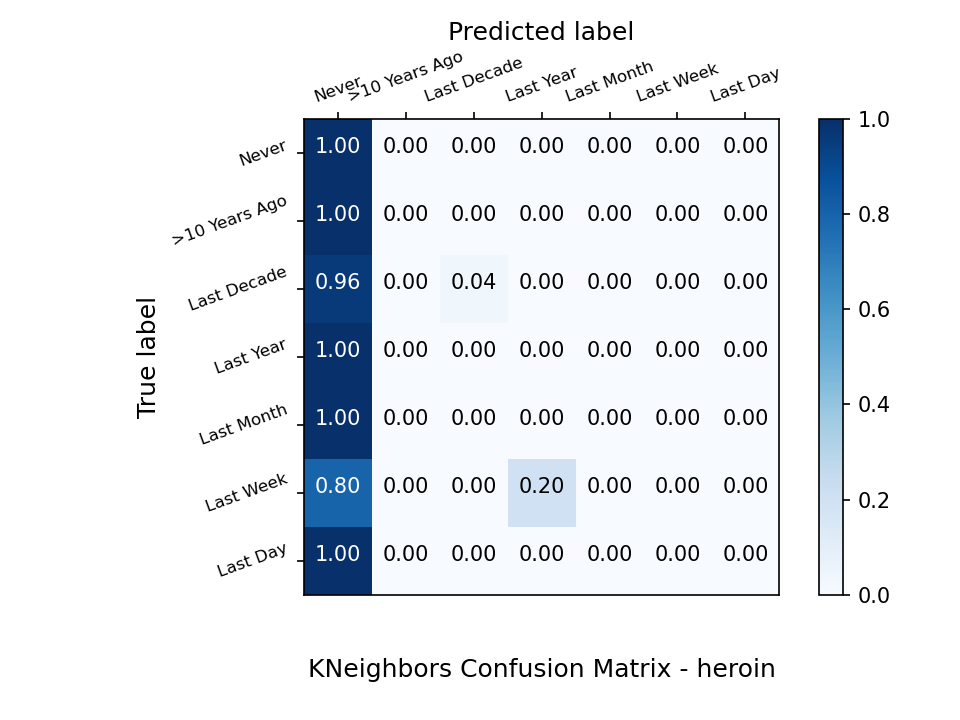 Predicted label
Never >10 Years Ago Last Decade Last Year Last Month Last Week Last Day
Never 1.00 0.00 0.00 0.00 0.00 0.00 0.00
>10 Years Ago 1.00 0.00 0.00 0.00 0.00 0.00 0.00
Last Decade 0.96 0.00 0.04 0.00 0.00 0.00 0.00
Last Year 1.00 0.00 0.00 0.00 0.00 0.00 0.00
Last Month 1.00 0.00 0.00 0.00 0.00 0.00 0.00
Last Week 0.80 0.00 0.00 0.20 0.00 0.00 0.00
Last Day 1.00 0.00 0.00 0.00 0.00 0.00 0.00
True label
1.0
0.8
0.6
0.4
0.2
0.0
KNeighbors Confusion Matrix - heroin